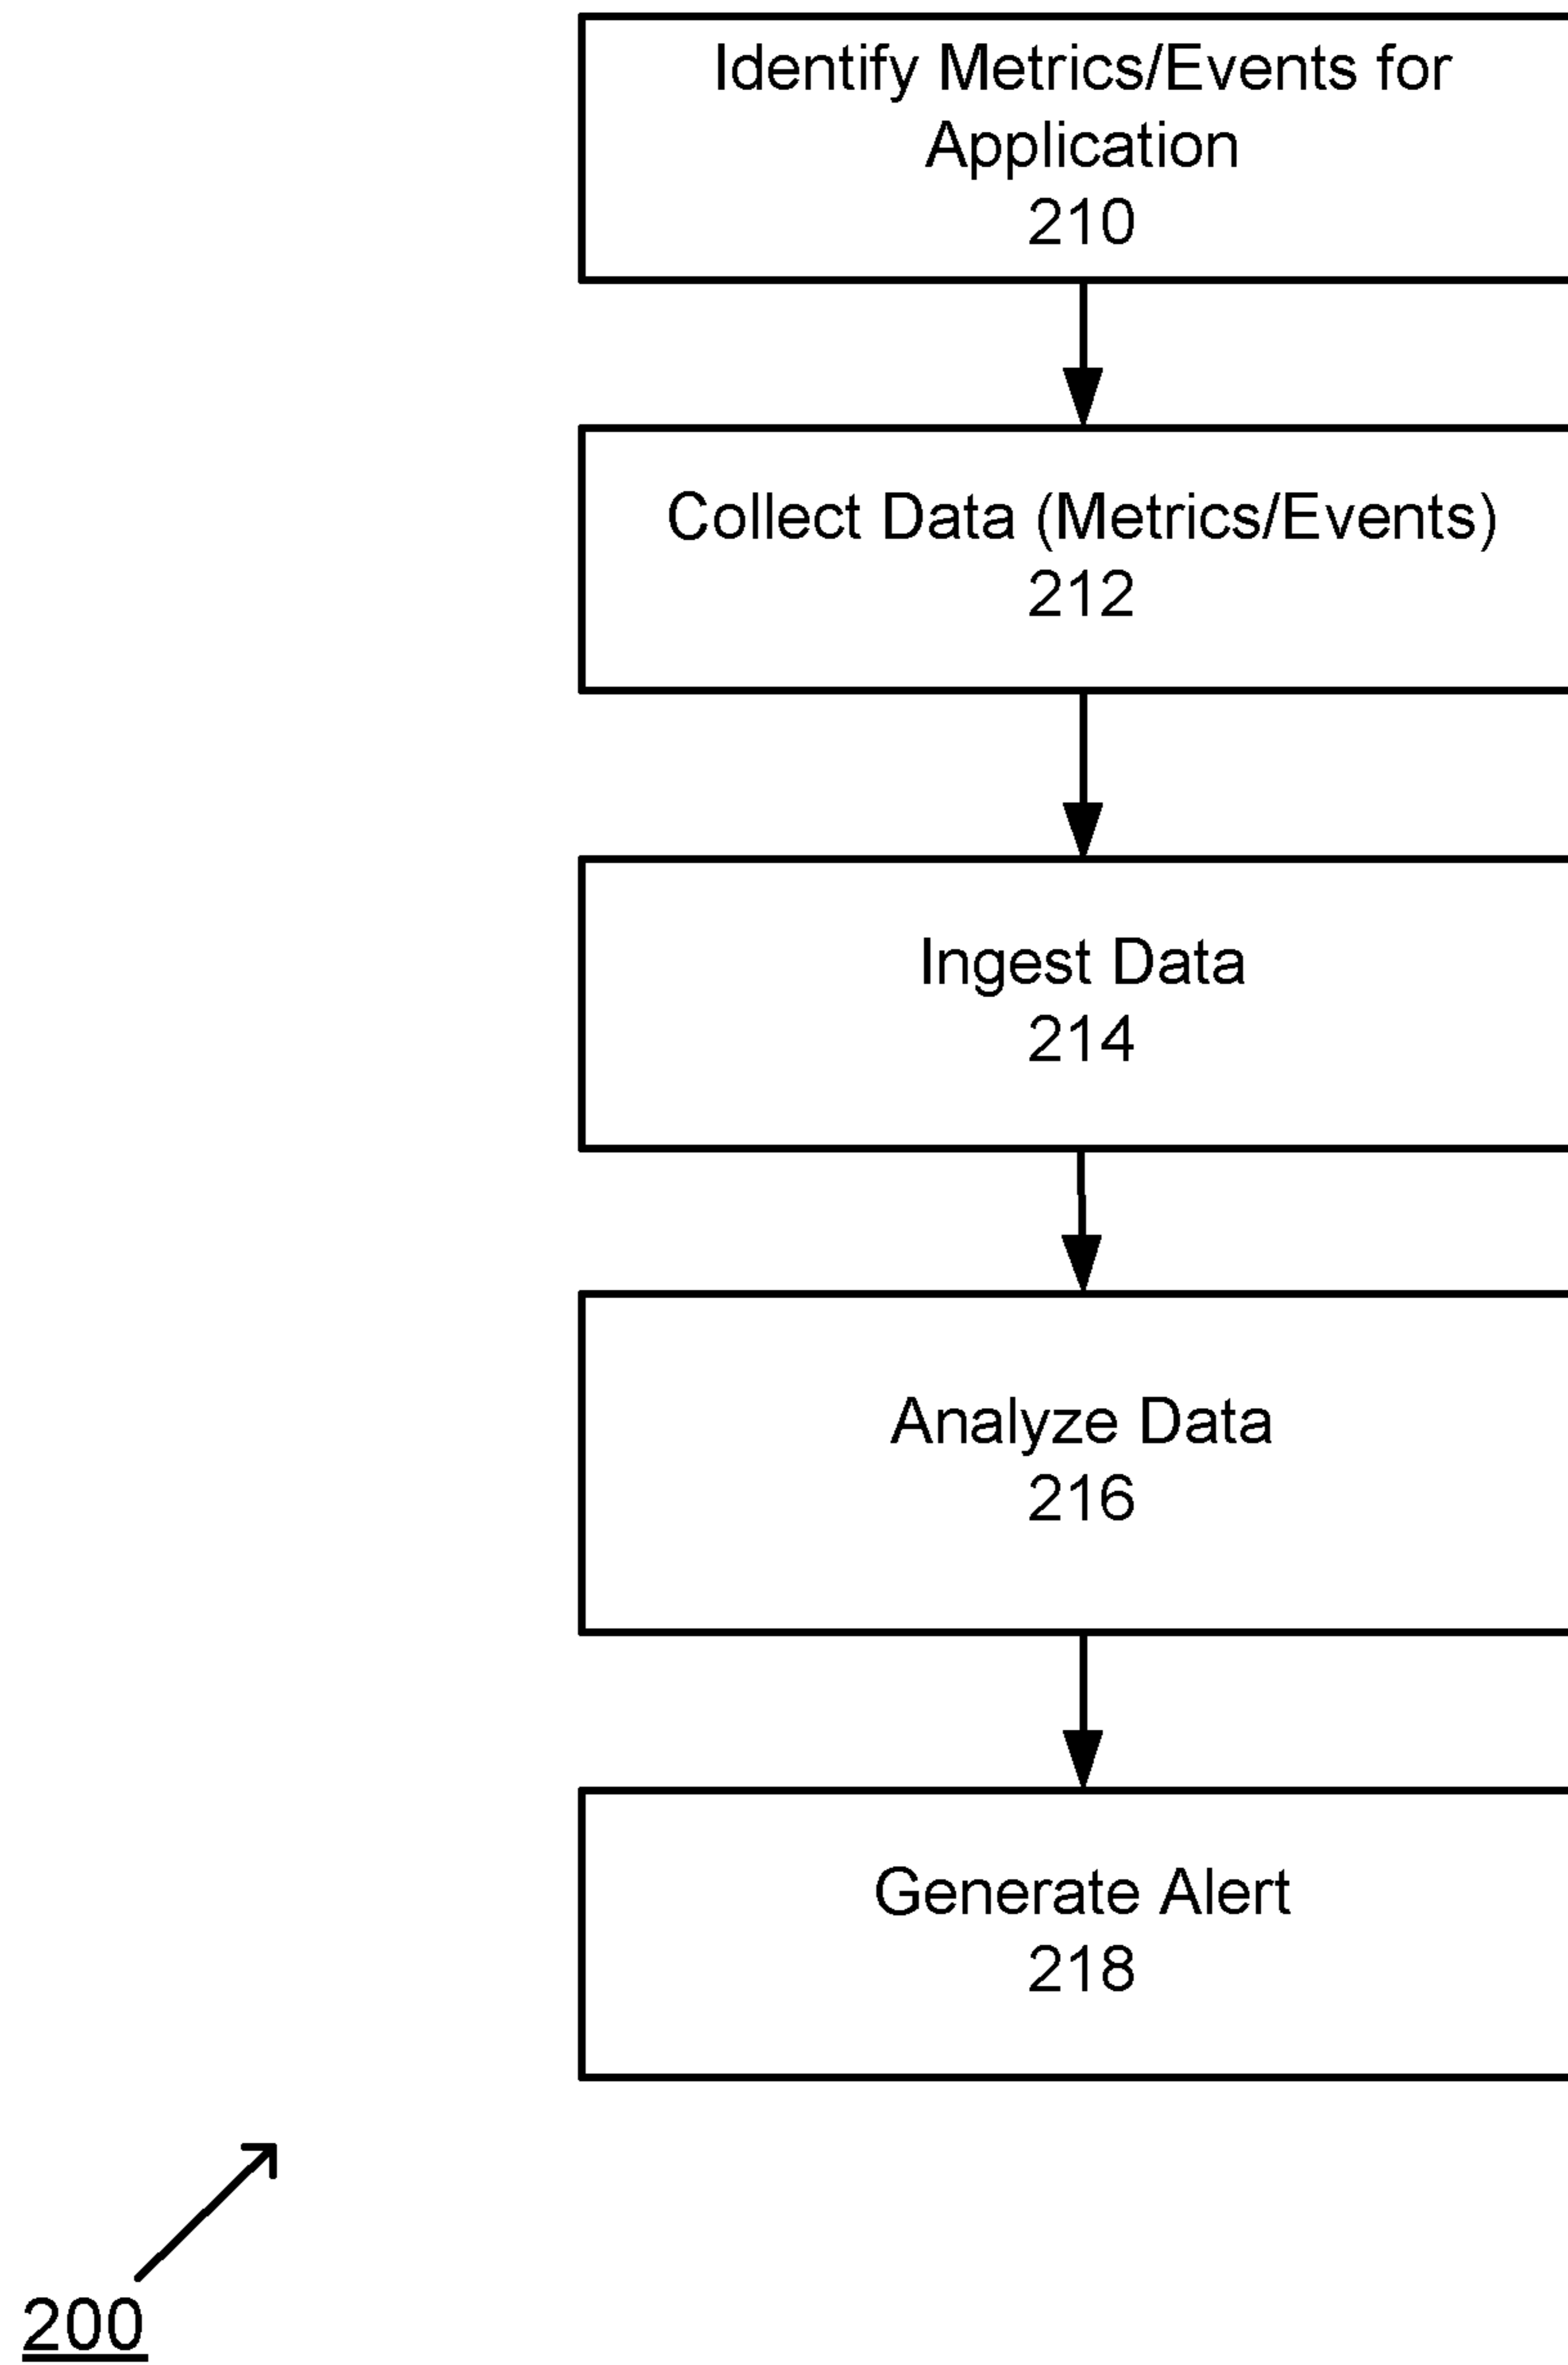 Identify Metrics/Events for
Application
210
Collect Data (Metrics/Events)
212
Ingest Data
214
Analyze Data
216
Generate Alert
218
200